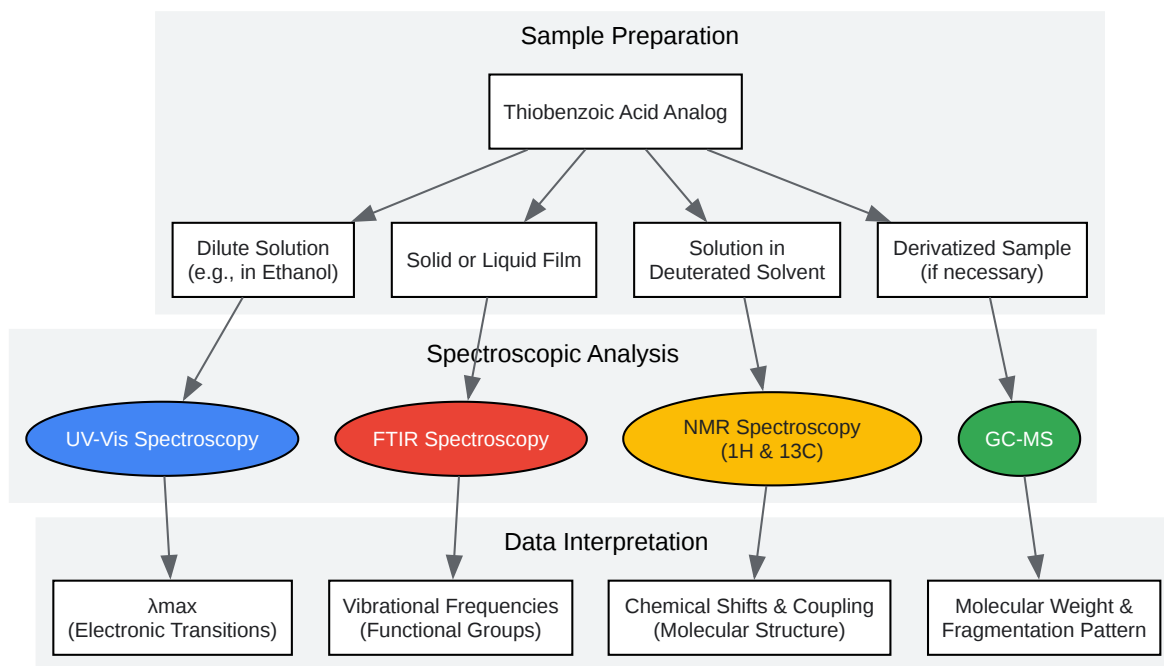 Sample Preparation
Thiobenzoic Acid Analog
Dilute Solution
(e.g., in Ethanol)
Solid or Liquid Film
Solution in
Deuterated Solvent
Derivatized Sample
(if necessary)
Spectroscopic Analysis
UV-Vis Spectroscopy
FTIR Spectroscopy
NMR Spectroscopy
(1H & 13C)
GC-MS
Data Interpretation
λmax
(Electronic Transitions)
Vibrational Frequencies
(Functional Groups)
Chemical Shifts & Coupling
(Molecular Structure)
Molecular Weight &
Fragmentation Pattern